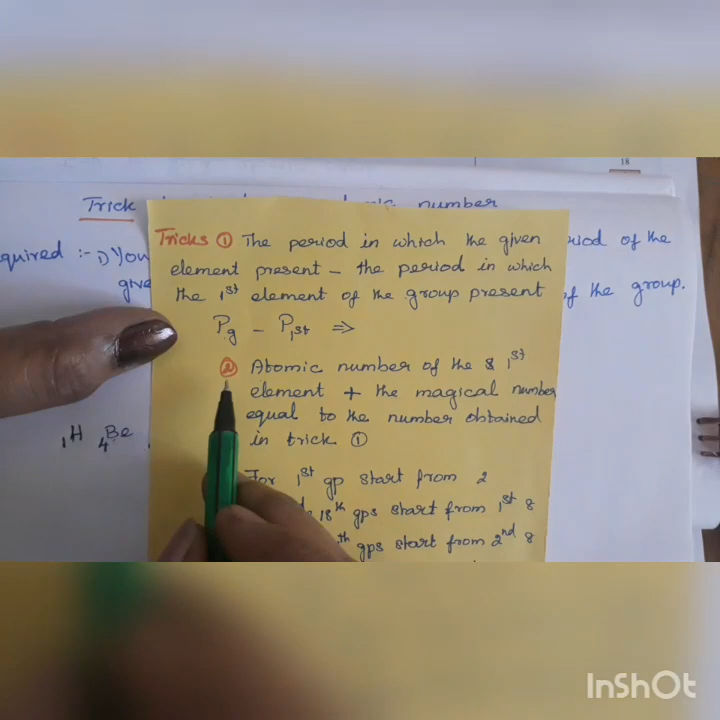 18
Trick number
Tricks ① The period in which the given
element present - the period in which
the 1st element of the group present
Pg - P1st ⇒
② Atomic number of the 8 1st
element + the magical number
equal to the number obtained
in trick ①
For 1st gp start from 2
18th gps start from 1st 8
th gps start from 2nd 8
quired :- 1) You
give
riod of the
of the group.
1H 4Be
InShOt